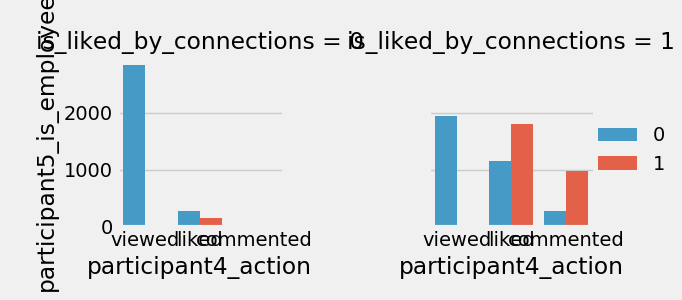 is_liked_by_connections = 0
is_liked_by_connections = 1
participant5_is_employee
2000
1000
0
viewed
liked
commented
viewed
liked
commented
participant4_action
participant4_action
0
1